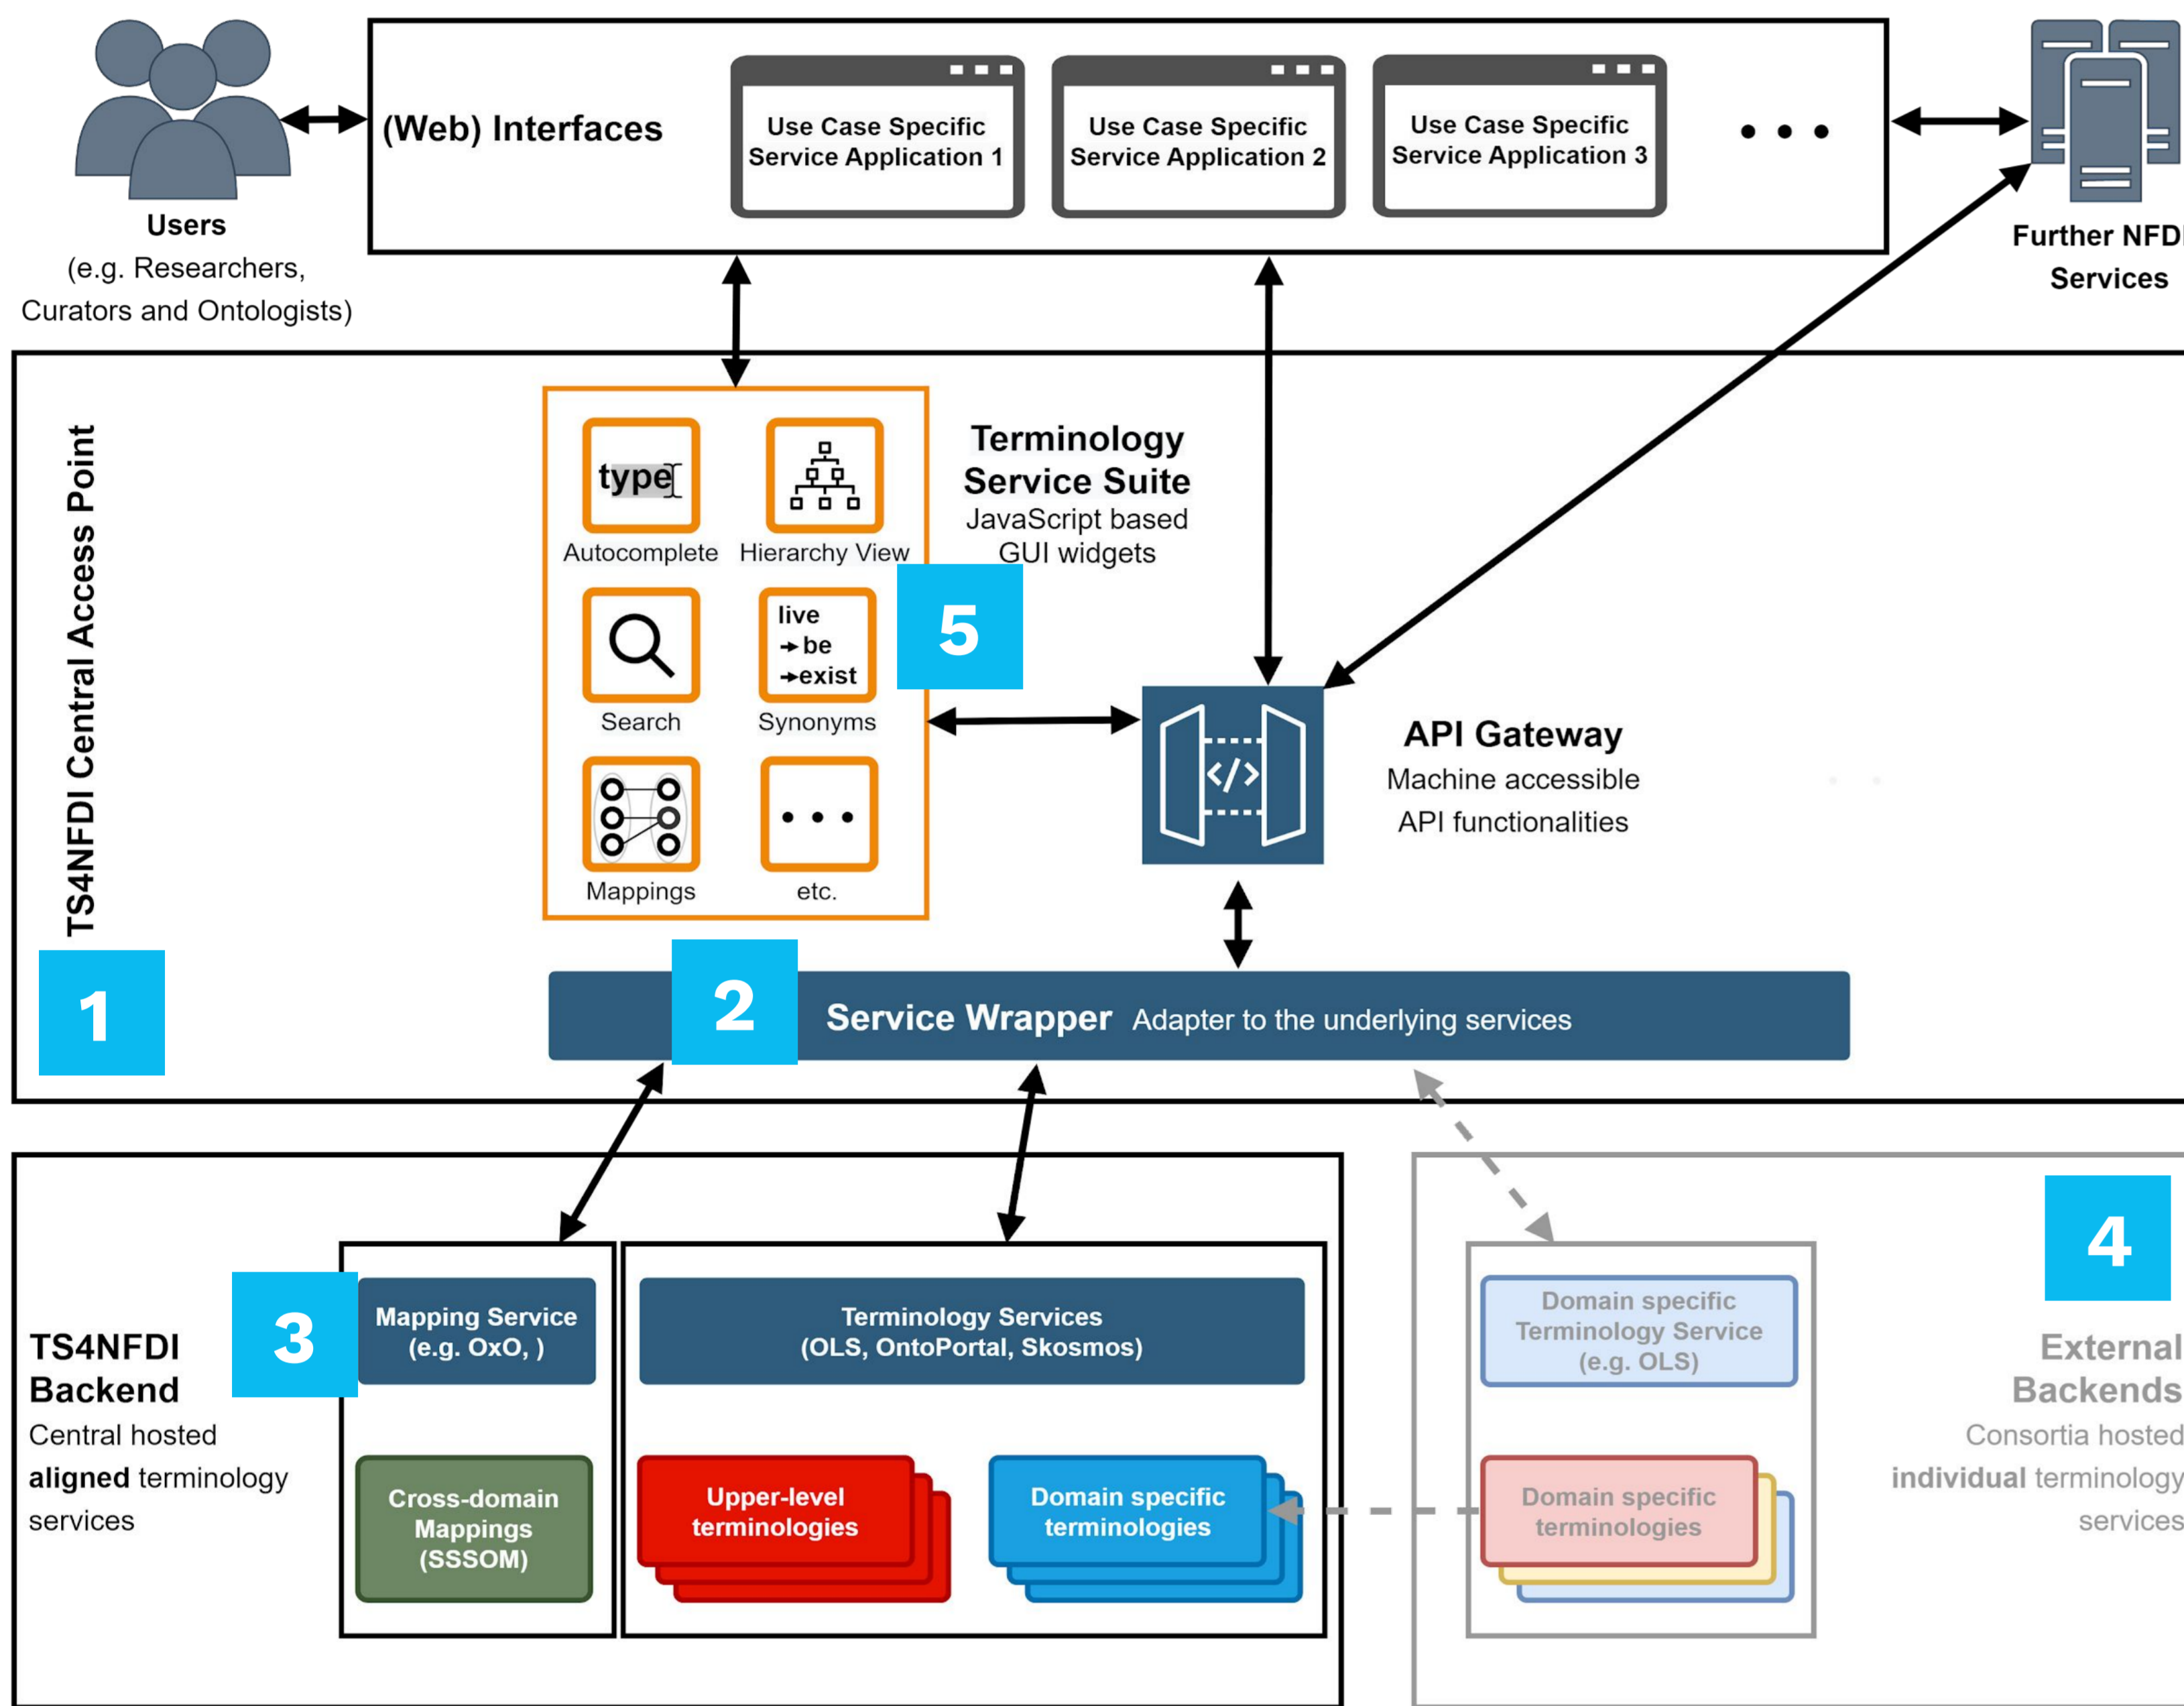 (Web) Interfaces
Use Case Specific
Service Application 1
Use Case Specific
Service Application 2
Use Case Specific
Service Application 3
Users
(e.g. Researchers,
Curators and Ontologists)
Further NFDI
Services
TS4NFDI Central Access Point
1
type
Autocomplete
Hierarchy View
Search
live
be
exist
Synonyms
Mappings
etc.
5
Terminology
Service Suite
JavaScript based
GUI widgets
</>
API Gateway
Machine accessible
API functionalities
2
Service Wrapper Adapter to the underlying services
TS4NFDI
Backend
Central hosted
aligned terminology
services
3
Mapping Service
(e.g. OxO, )
Cross-domain
Mappings
(SSSOM)
Terminology Services
(OLS, OntoPortal, Skosmos)
Upper-level
terminologies
Domain specific
terminologies
Domain specific
Terminology Service
(e.g. OLS)
Domain specific
terminologies
4
External
Backends
Consortia hosted
individual terminology
services